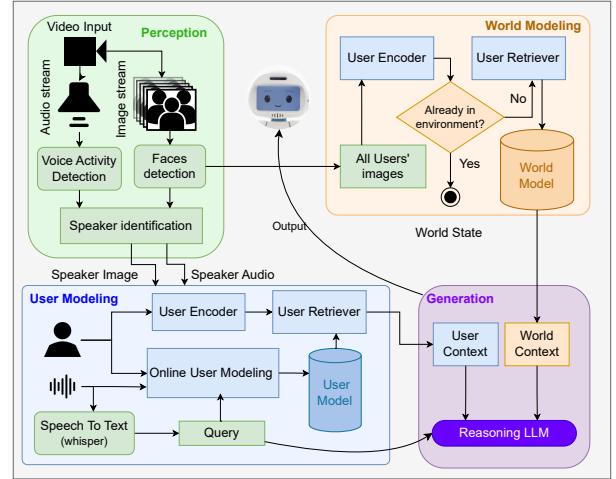 Video Input
Perception
Audio stream
Image stream
Voice Activity
Detection
Faces
detection
Speaker identification
World Modeling
User Encoder
User Retriever
Already in
environment?
No
Yes
All Users'
images
World
Model
World State
Output
Speaker Image
Speaker Audio
User Modeling
User Encoder
User Retriever
Online User Modeling
User
Model
Speech To Text
(whisper)
Query
Generation
User
Context
World
Context
Reasoning LLM